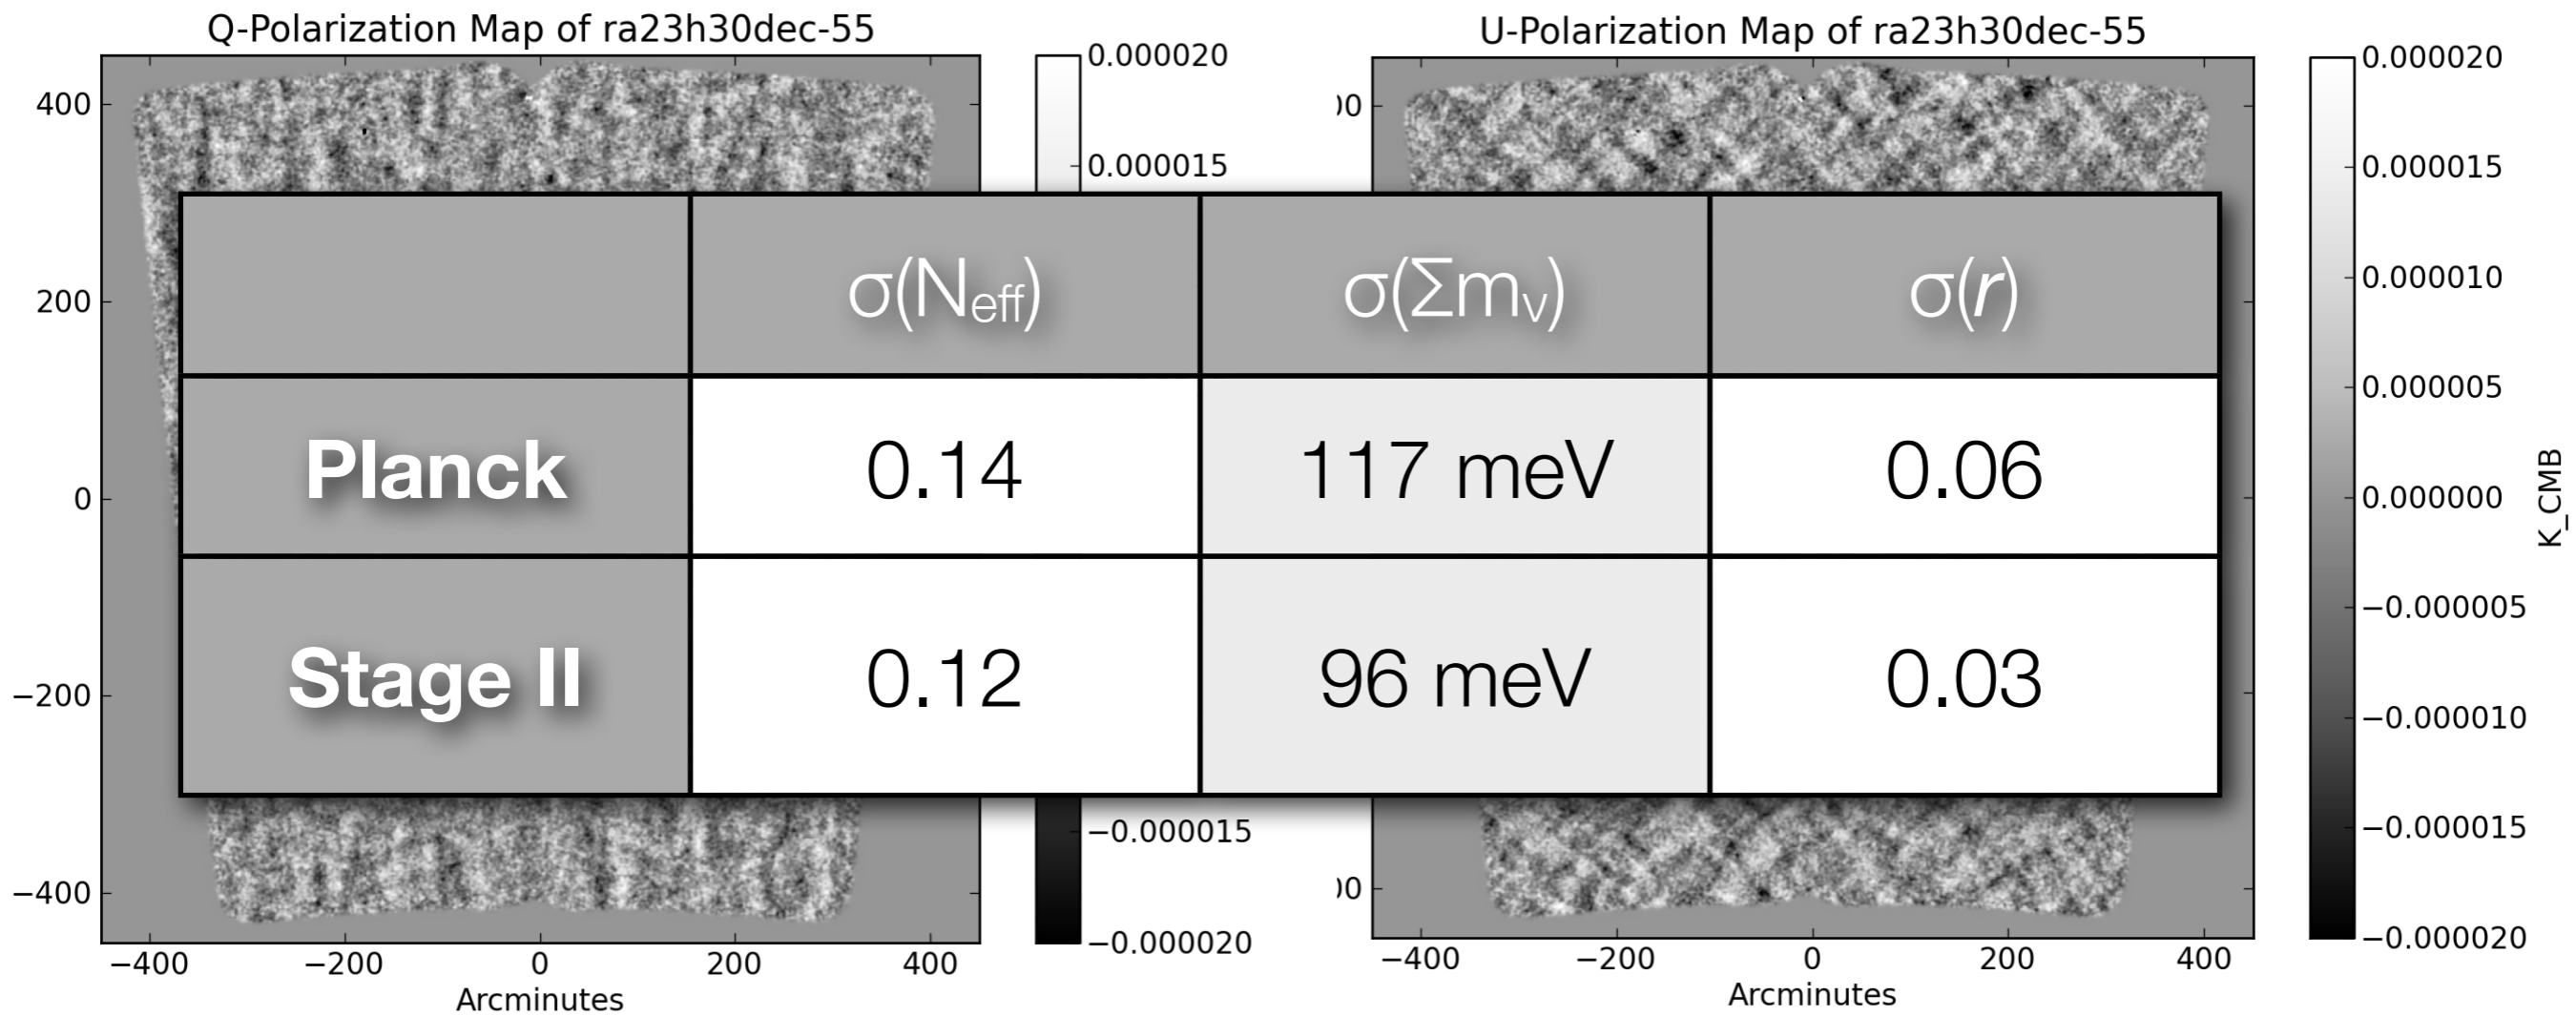 Q-Polarization Map of ra23h30dec-55
U-Polarization Map of ra23h30dec-55
400
200
0
−200
−400
−400 −200 0 200 400
Arcminutes
0.000020
0.000015
−0.000015
−0.000020
00
00
−400 −200 0 200 400
Arcminutes
0.000020
0.000015
0.000010
0.000005
0.000000
−0.000005
−0.000010
−0.000015
−0.000020
K_CMB
σ(Neff) σ(Σmν) σ(r)
Planck 0.14 117 meV 0.06
Stage II 0.12 96 meV 0.03